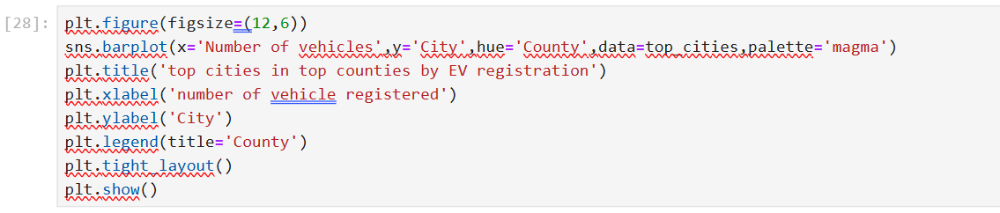 [28]: plt.figure(figsize=(12,6))
sns.barplot(x='Number of vehicles',y='City',hue='County',data=top_cities,palette='magma')
plt.title('top cities in top counties by EV registration')
plt.xlabel('number of vehicle registered')
plt.ylabel('City')
plt.legend(title='County')
plt.tight_layout()
plt.show()